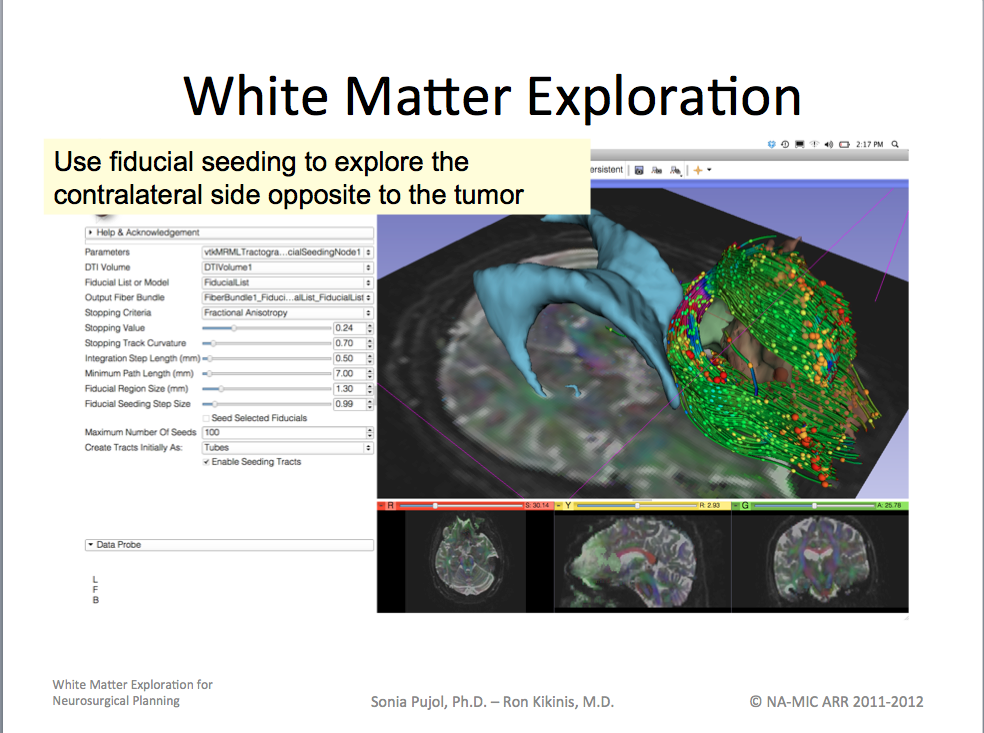 White Matter Exploration
Use fiducial seeding to explore the
contralateral side opposite to the tumor
2:17 PM
ersistent
Help & Acknowledgement
Parameters vtkMRMLTractogra...cialSeedingNode1
DTI Volume DTIVolume1
Fiducial List or Model FiducialList
Output Fiber Bundle FiberBundle1_Fiduci...alList_FiducialList
Stopping Criteria Fractional Anisotropy
Stopping Value 0.24
Stopping Track Curvature 0.70
Integration Step Length (mm) 0.50
Minimum Path Length (mm) 7.00
Fiducial Region Size (mm) 1.30
Fiducial Seeding Step Size 0.99
Seed Selected Fiducials
Maximum Number Of Seeds 100
Create Tracts Initially As: Tubes
Enable Seeding Tracts
R S: 30.14 Y R: 2.93 G A: 25.78
Data Probe
L
F
B
White Matter Exploration for
Neurosurgical Planning
Sonia Pujol, Ph.D. – Ron Kikinis, M.D.
© NA-MIC ARR 2011-2012